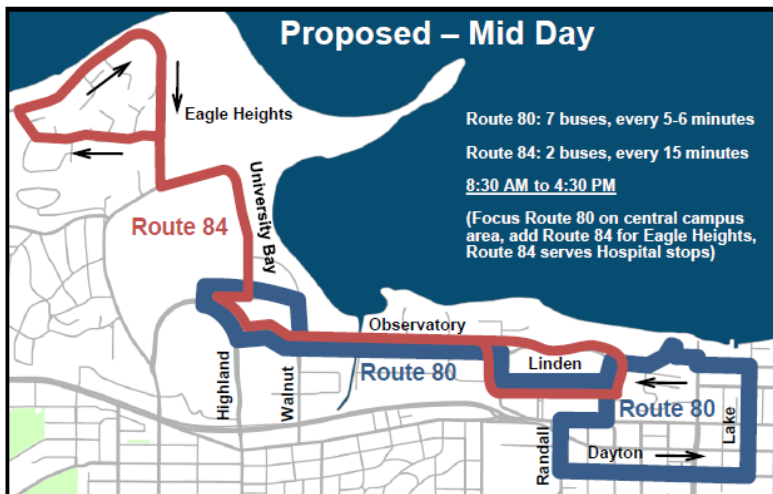 Proposed – Mid Day
Eagle Heights
Route 80: 7 buses, every 5-6 minutes
Route 84: 2 buses, every 15 minutes
8:30 AM to 4:30 PM
(Focus Route 80 on central campus
area, add Route 84 for Eagle Heights,
Route 84 serves Hospital stops)
University Bay
Route 84
Observatory
Route 80
Linden
Highland
Walnut
Route 80
Randall
Dayton
Lake